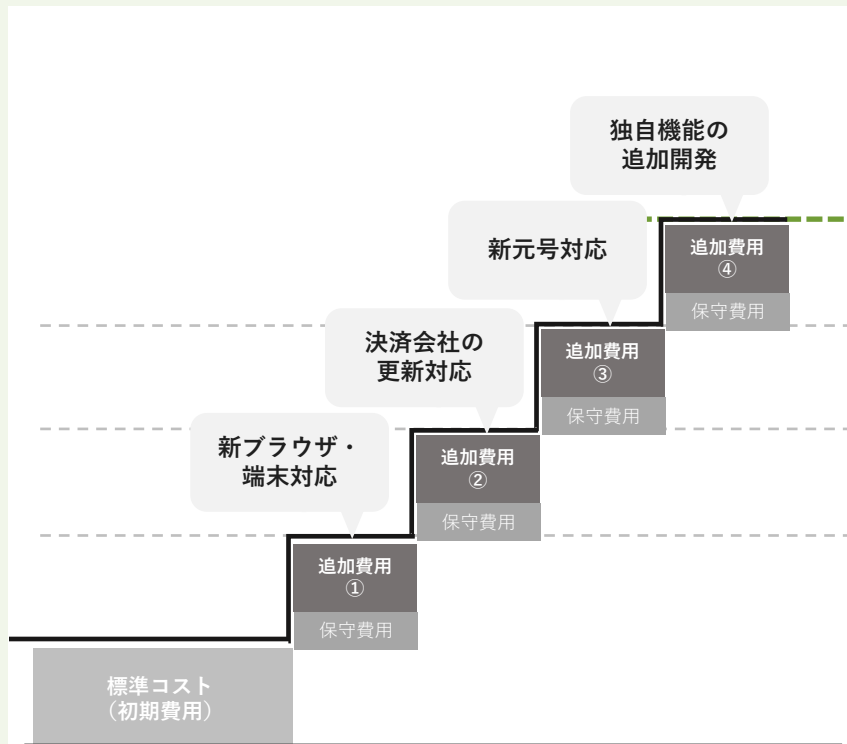 独自機能の
追加開発
追加費用
④
保守費用
新元号対応
追加費用
③
保守費用
決済会社の
更新対応
追加費用
②
保守費用
新ブラウザ・
端末対応
追加費用
①
保守費用
標準コスト
（初期費用）